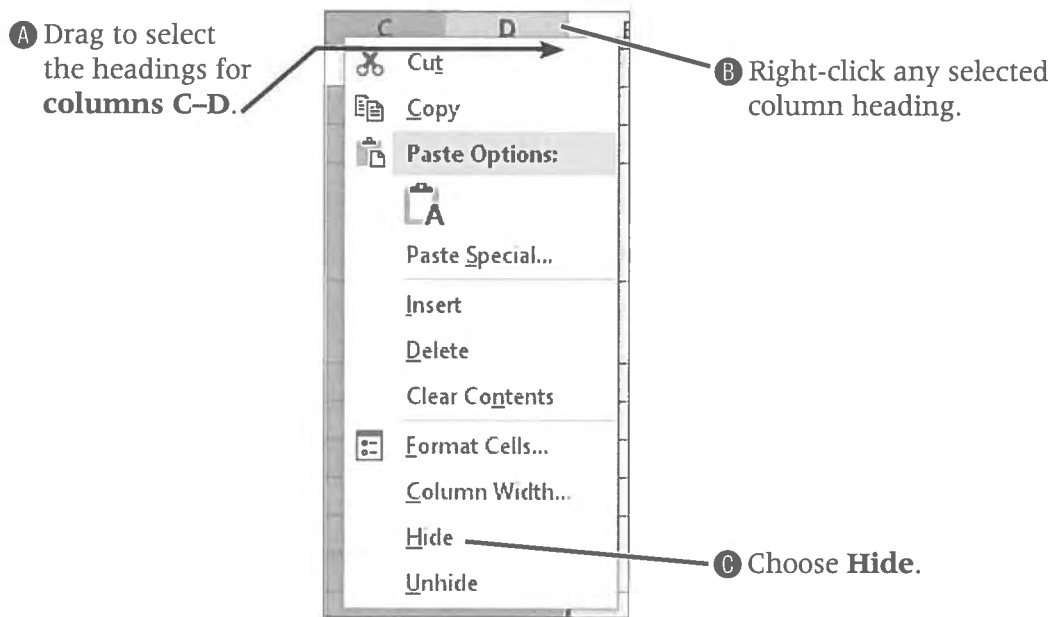 C D
A Drag to select
the headings for
columns C–D.
B Right-click any selected
column heading.
Cut
Copy
Paste Options:
A
Paste Special...
Insert
Delete
Clear Contents
Format Cells...
Column Width...
Hide
Unhide
C Choose Hide.